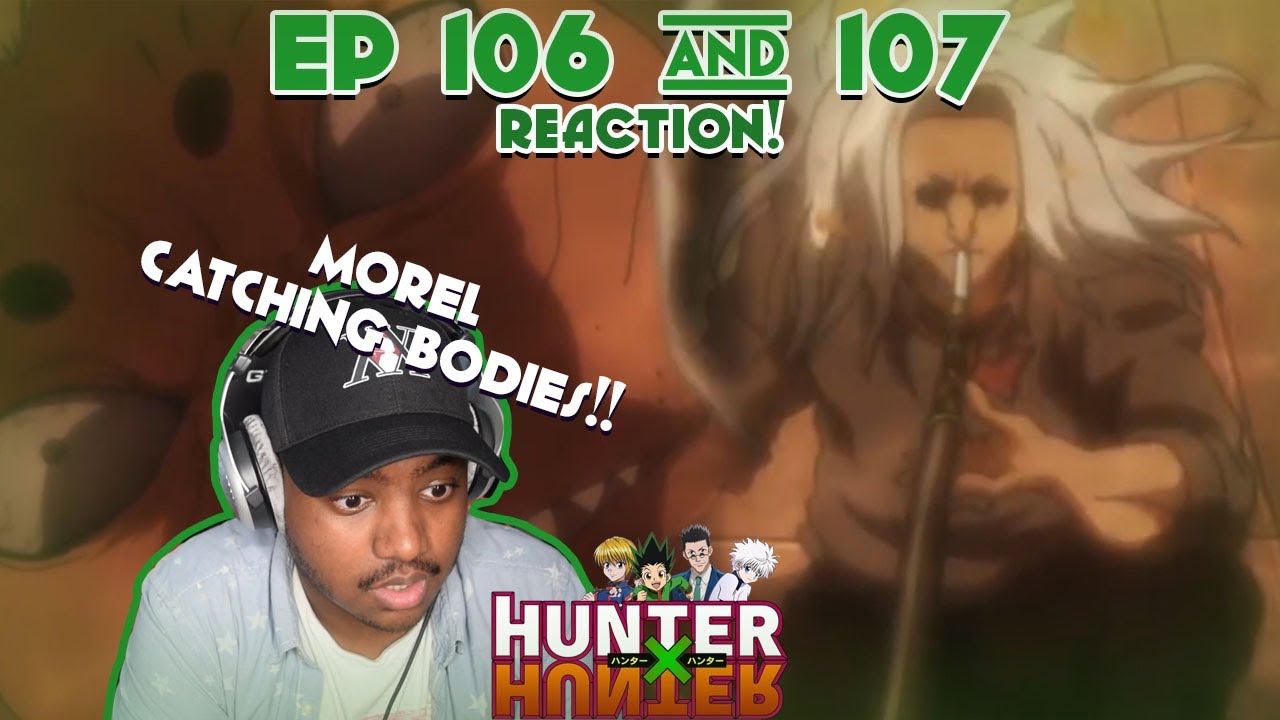 EP 106 AND 107
REACTION!
MOREL
CATCHING BODIES!!
HUNTER
ハンター X ハンター
HUNTER